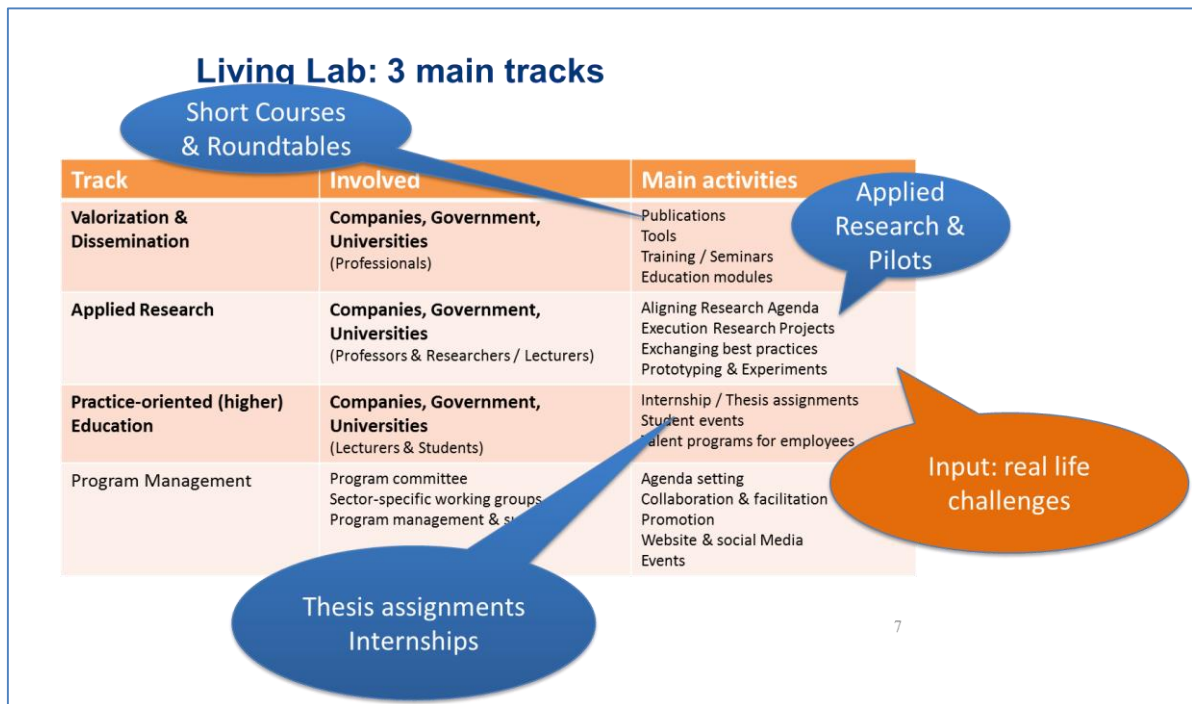 Living Lab: 3 main tracks
Short Courses
& Roundtables
Track
Involved
Main activities
Applied
Research &
Pilots
Valorization &
Dissemination
Companies, Government,
Universities
(Professionals)
Publications
Tools
Training / Seminars
Education modules
Applied Research
Companies, Government,
Universities
(Professors & Researchers / Lecturers)
Aligning Research Agenda
Execution Research Projects
Exchanging best practices
Prototyping & Experiments
Practice-oriented (higher)
Education
Companies, Government,
Universities
(Lecturers & Students)
Internship / Thesis assignments
Student events
programs for employees
Input: real life
challenges
Program Management
Program committee
Sector-specific working groups
Program management &
Agenda setting
Collaboration & facilitation
Promotion
Website & social Media
Events
Thesis assignments
Internships
7